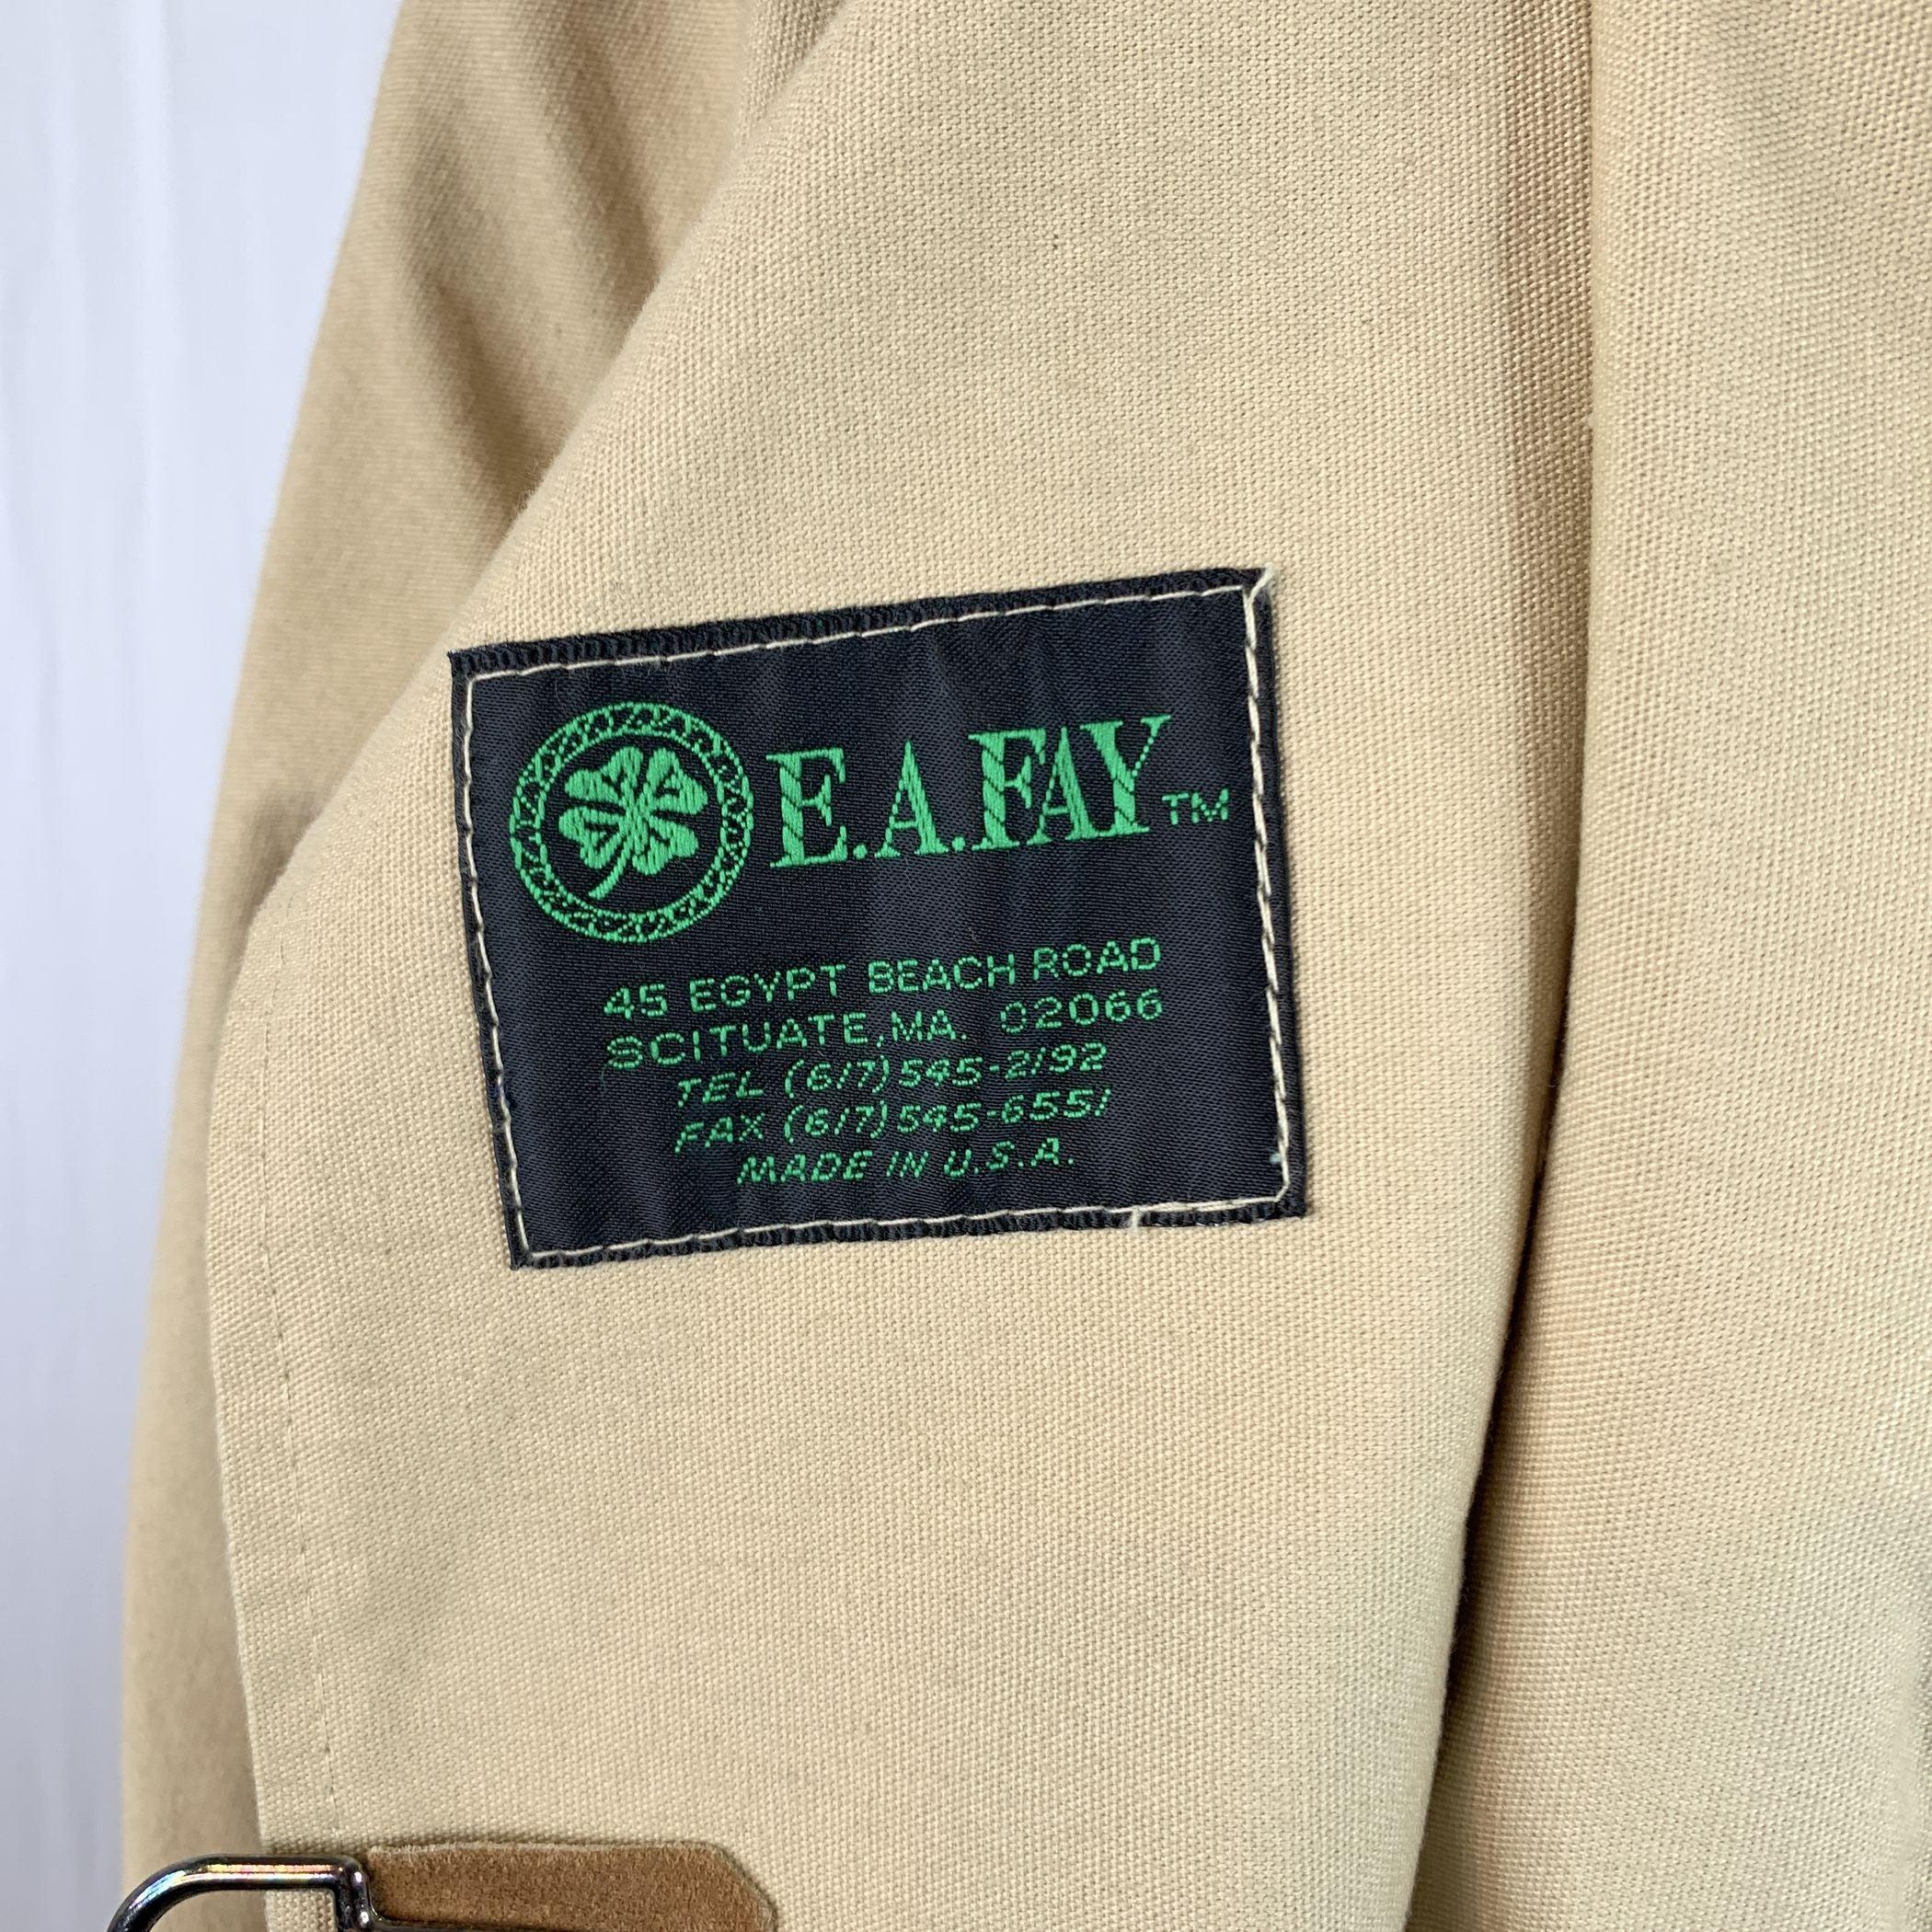 E.A.FAY TM
45 EGYPT BEACH ROAD
SCITUATE, MA. 02066
TEL (617) 545-2192
FAX (617) 545-6551
MADE IN U.S.A.